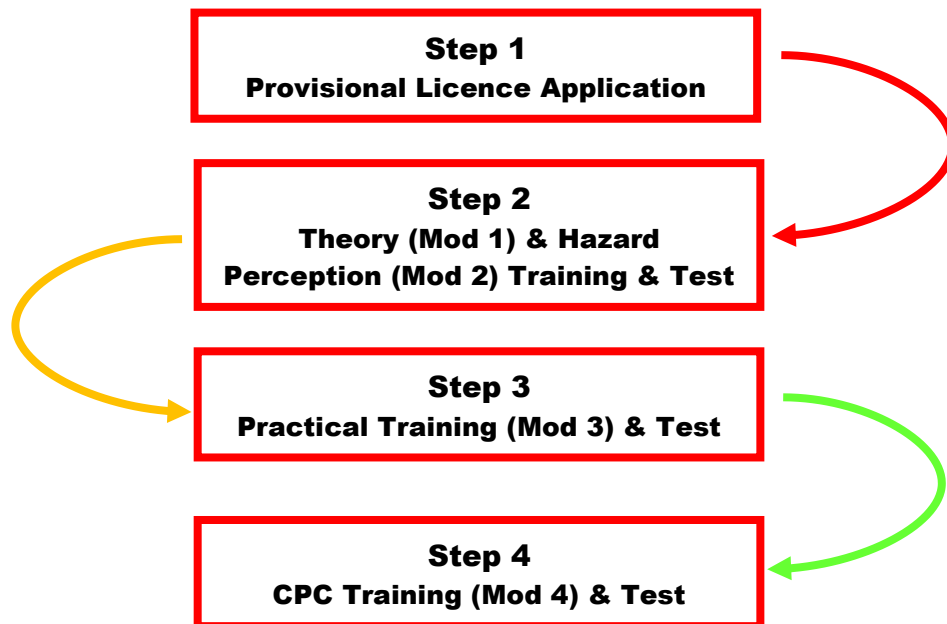 Step 1
Provisional Licence Application
Step 2
Theory (Mod 1) & Hazard
Perception (Mod 2) Training & Test
Step 3
Practical Training (Mod 3) & Test
Step 4
CPC Training (Mod 4) & Test